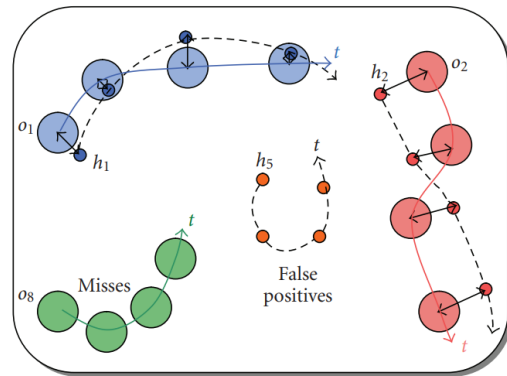 o1
h1
t
h2
o2
h5
t
False
positives
o8
Misses
t
t